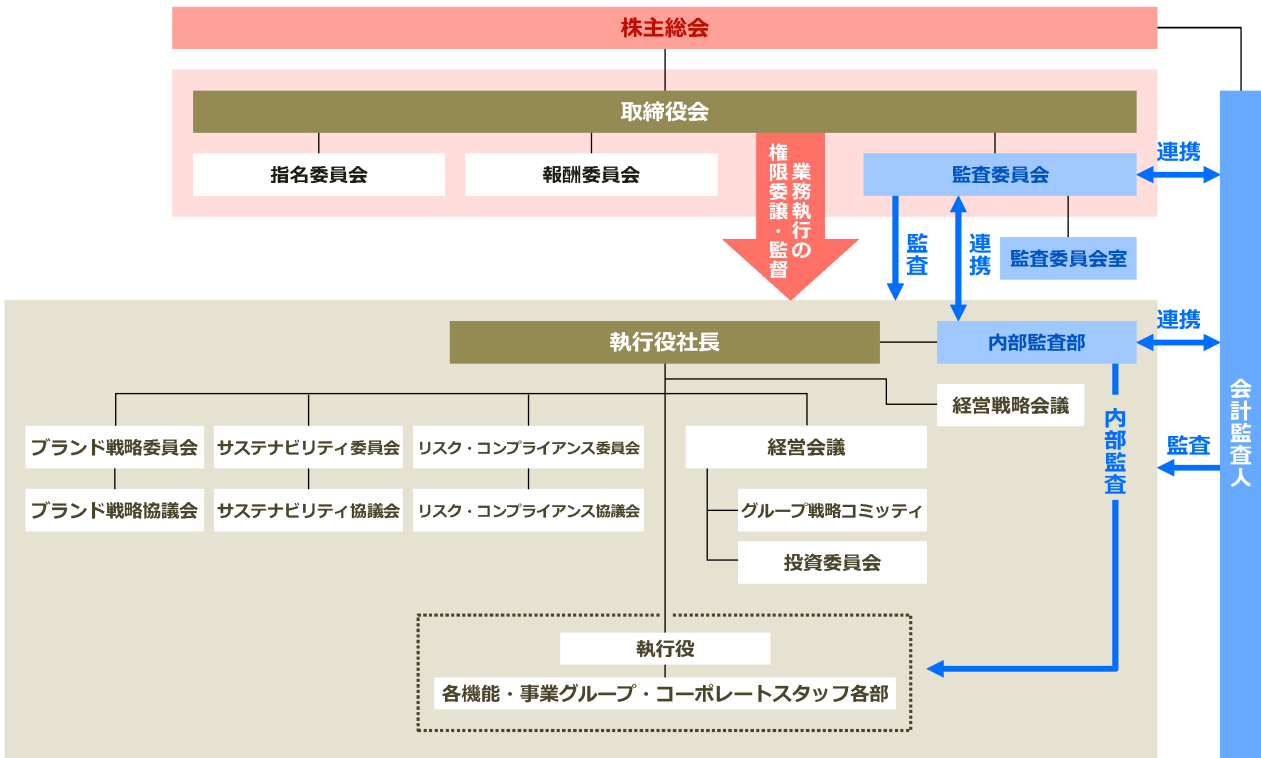 株主総会
取締役会
指名委員会
報酬委員会
業務執行の
権限委譲・監督
監査委員会
連携
監査
連携
監査委員会室
執行役社長
内部監査部
連携
経営戦略会議
会計監査人
ブランド戦略委員会
サステナビリティ委員会
リスク・コンプライアンス委員会
経営会議
内部監査
監査
ブランド戦略協議会
サステナビリティ協議会
リスク・コンプライアンス協議会
グループ戦略コミッティ
投資委員会
執行役
各機能・事業グループ・コーポレートスタッフ各部